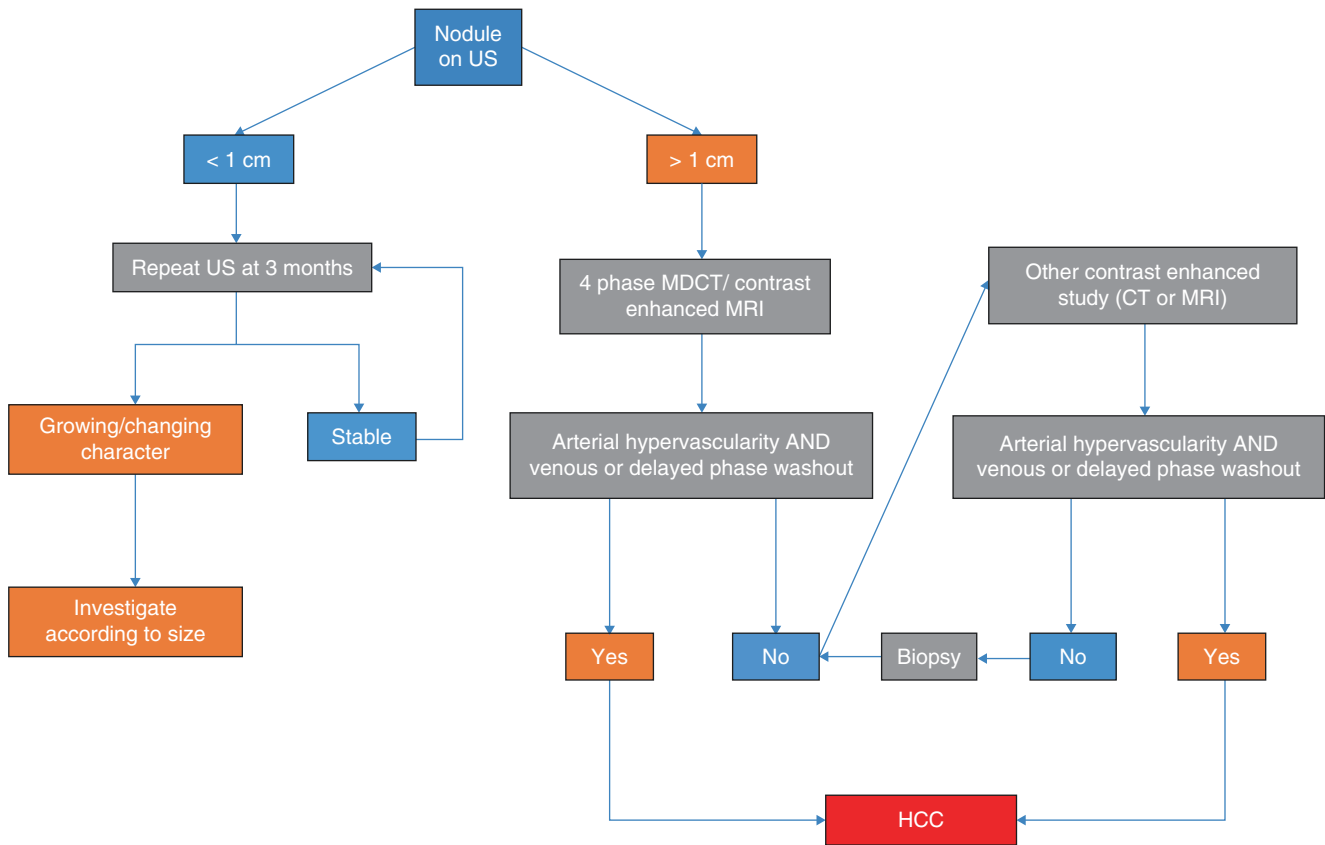 Nodule
on US
< 1 cm
> 1 cm
Repeat US at 3 months
4 phase MDCT/ contrast
enhanced MRI
Other contrast enhanced
study (CT or MRI)
Growing/changing
character
Stable
Arterial hypervascularity AND
venous or delayed phase washout
Arterial hypervascularity AND
venous or delayed phase washout
Investigate
according to size
Yes
No
Biopsy
No
Yes
HCC